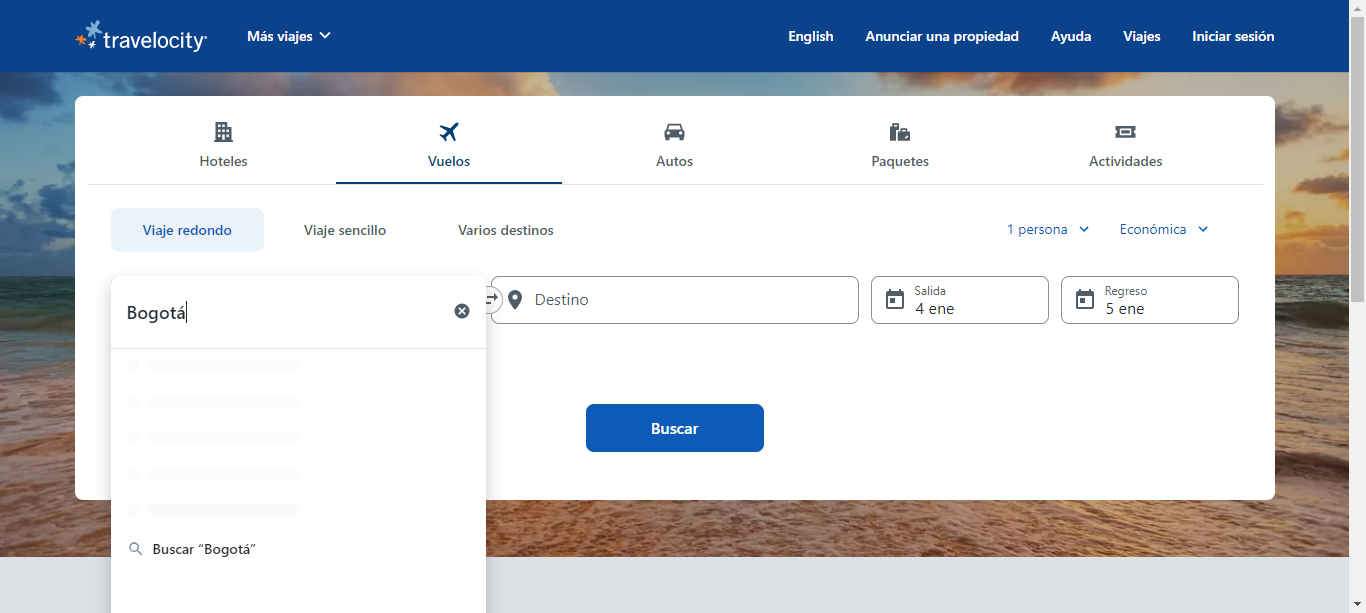 travelocity
Más viajes
English
Anunciar una propiedad
Ayuda
Viajes
Iniciar sesión
Hoteles
Vuelos
Autos
Paquetes
Actividades
Viaje redondo
Viaje sencillo
Varios destinos
1 persona
Económica
Bogotá
Destino
Salida
4 ene
Regreso
5 ene
Buscar
Buscar “Bogotá”